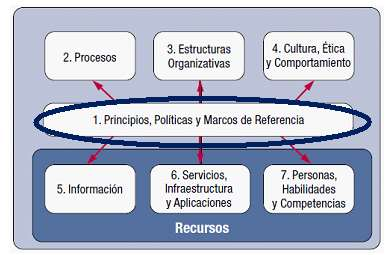 2. Procesos
3. Estructuras
Organizativas
4. Cultura, Ética
y Comportamiento
1. Principios, Políticas y Marcos de Referencia
5. Información
6. Servicios,
Infraestructura
y Aplicaciones
7. Personas,
Habilidades
y Competencias
Recursos